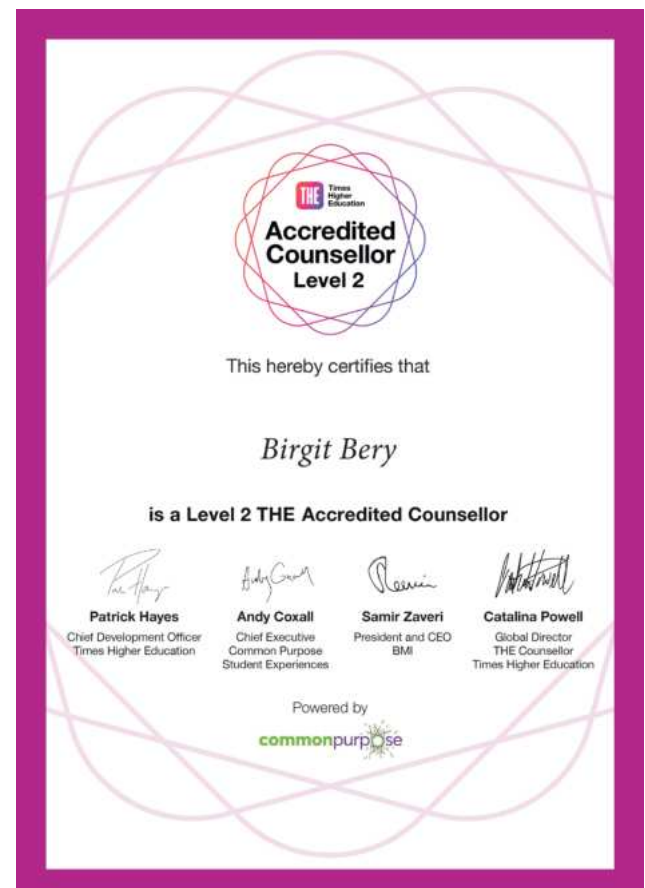 THE Times
Higher
Education
Accredited
Counsellor
Level 2
This hereby certifies that
Birgit Bery
is a Level 2 THE Accredited Counsellor
Patrick Hayes
Chief Development Officer
Times Higher Education
Andy Coxall
Chief Executive
Common Purpose
Student Experiences
Samir Zaveri
President and CEO
BMI
Catalina Powell
Global Director
THE Counsellor
Times Higher Education
Powered by
commonpurpose